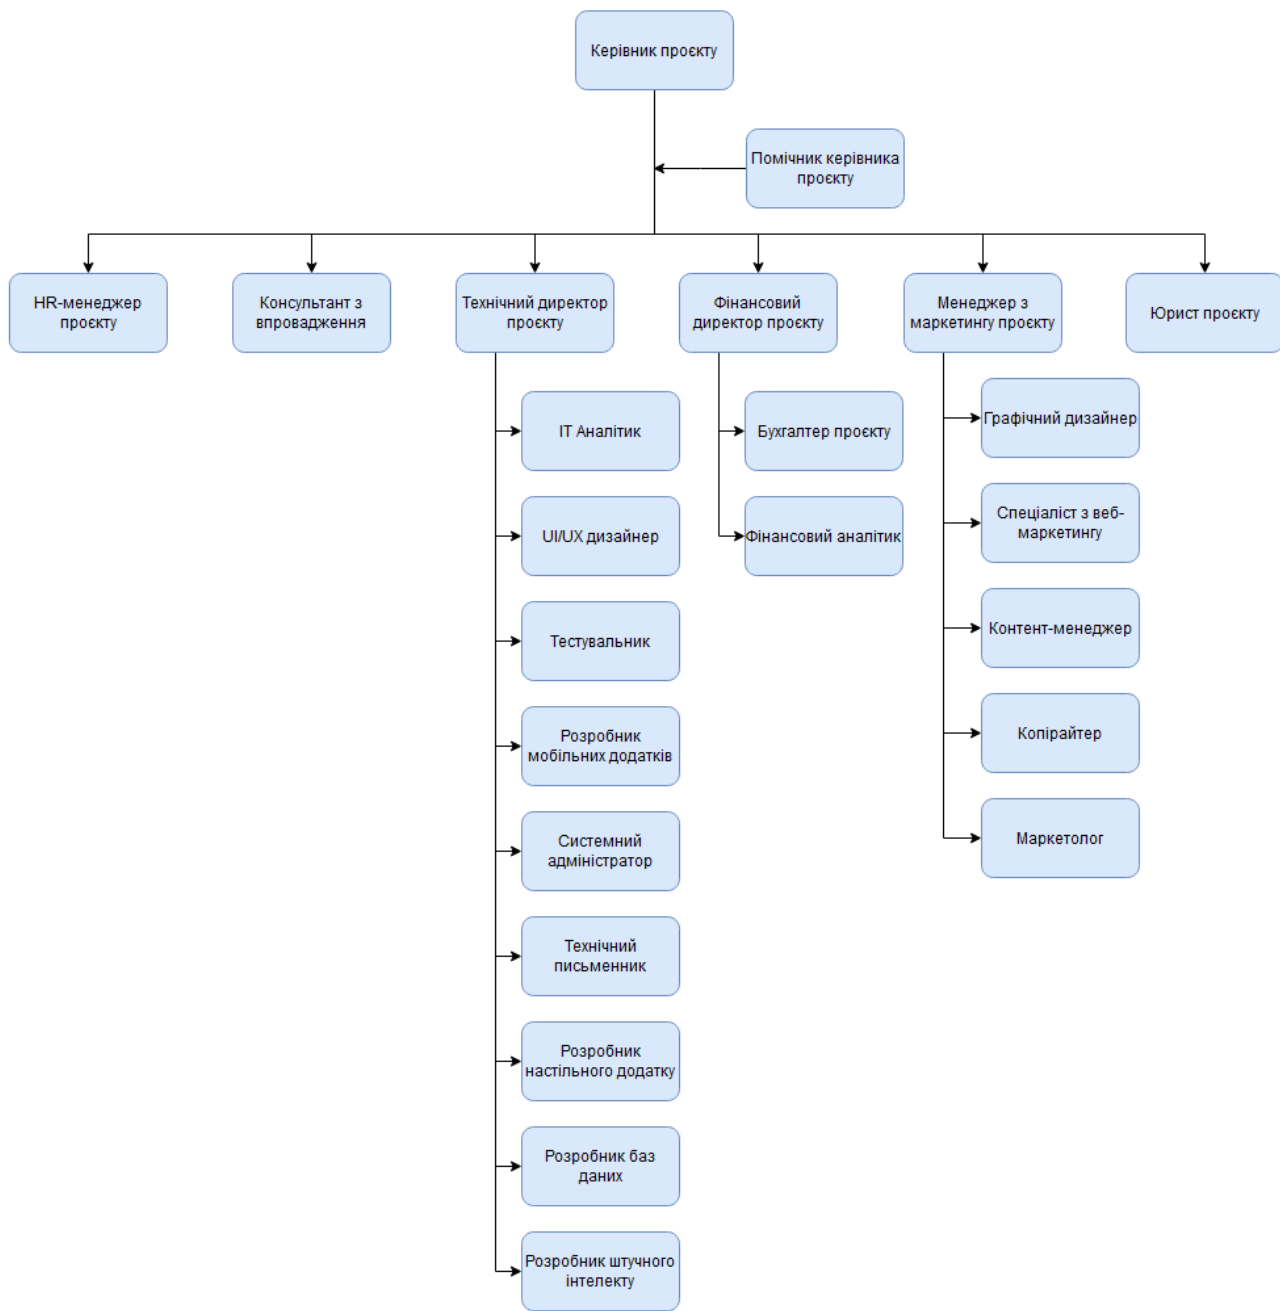 Керівник проєкту
Помічник керівника
проєкту
HR-менеджер
проєкту
Консультант з
впровадження
Технічний директор
проєкту
Фінансовий
директор проєкту
Менеджер з
маркетингу проєкту
Юрист проєкту
ІТ Аналітик
UI/UX дизайнер
Тестувальник
Розробник
мобільних додатків
Системний
адміністратор
Технічний
письменник
Розробник
настільного додатку
Розробник баз
даних
Розробник штучного
інтелекту
Бухгалтер проєкту
Фінансовий аналітик
Графічний дизайнер
Спеціаліст з веб-
маркетингу
Контент-менеджер
Копірайтер
Маркетолог